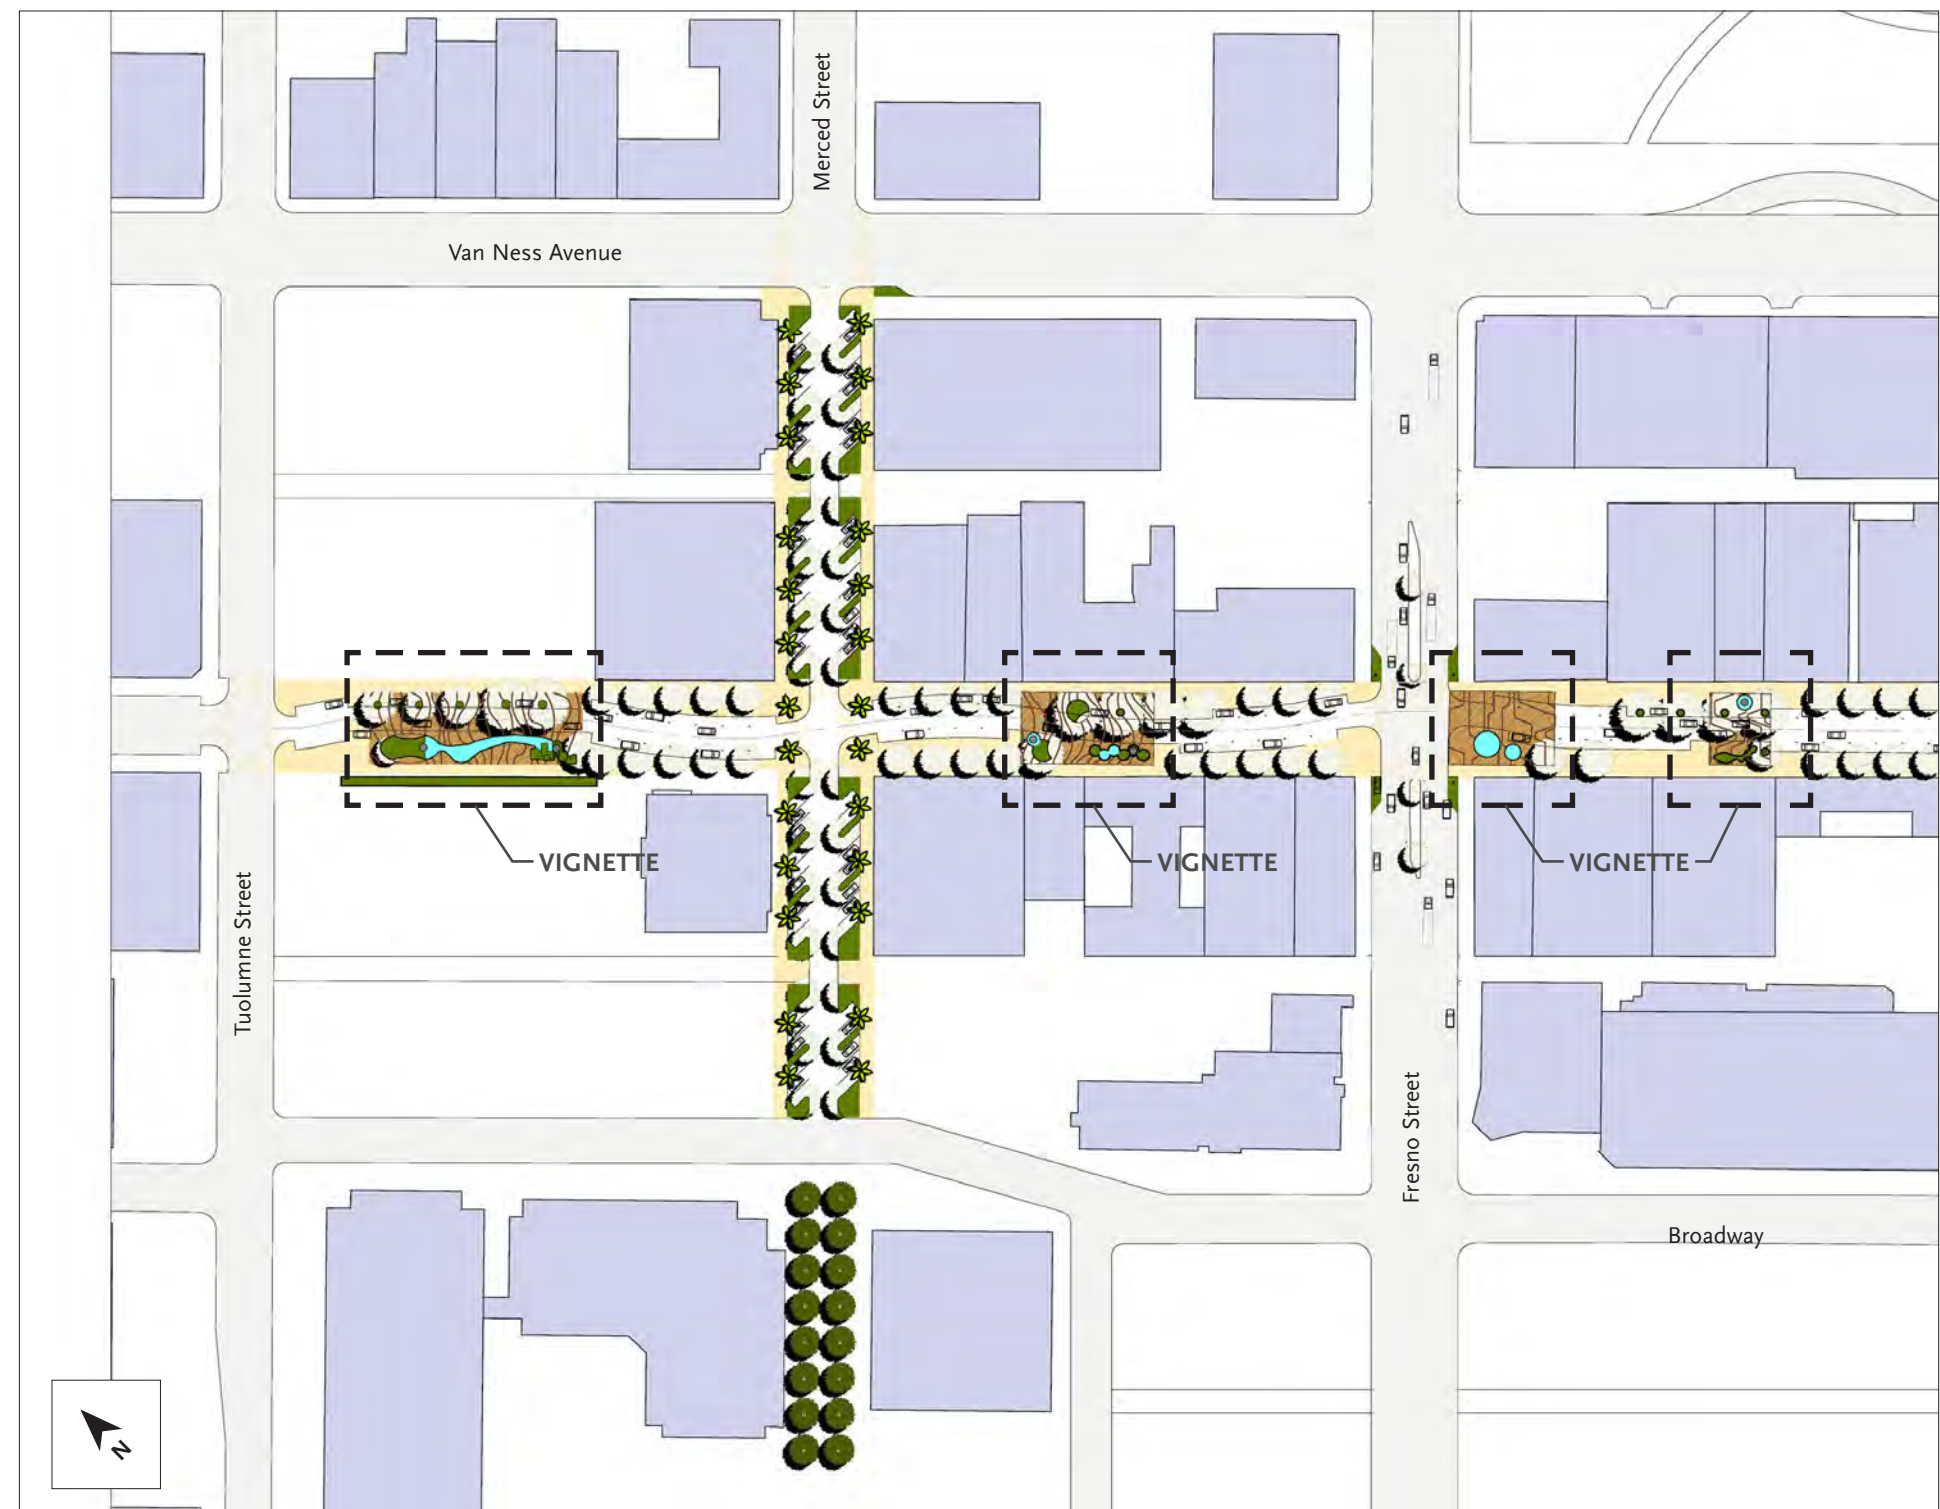 Merced Street
Van Ness Avenue
VIGNETTE
VIGNETTE
VIGNETTE
Tuolumne Street
Fresno Street
Broadway
N